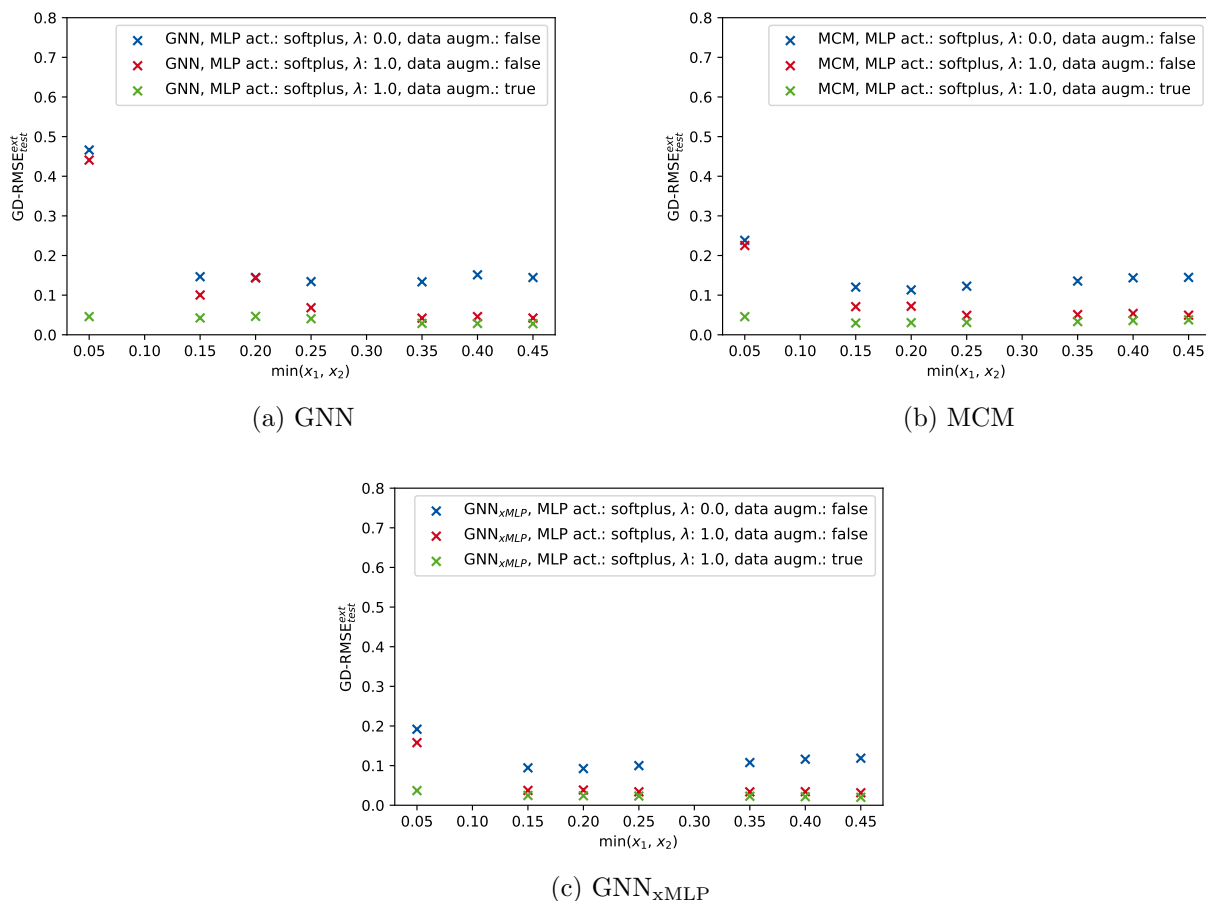 0.8
0.7
0.6
0.5
0.4
0.3
0.2
0.1
0.0
GD-RMSE^{ext}_{test}
GNN, MLP act.: softplus, λ: 0.0, data augm.: false
GNN, MLP act.: softplus, λ: 1.0, data augm.: false
GNN, MLP act.: softplus, λ: 1.0, data augm.: true
0.05 0.10 0.15 0.20 0.25 0.30 0.35 0.40 0.45
min(x₁, x₂)
(a) GNN
0.8
0.7
0.6
0.5
0.4
0.3
0.2
0.1
0.0
GD-RMSE^{ext}_{test}
MCM, MLP act.: softplus, λ: 0.0, data augm.: false
MCM, MLP act.: softplus, λ: 1.0, data augm.: false
MCM, MLP act.: softplus, λ: 1.0, data augm.: true
0.05 0.10 0.15 0.20 0.25 0.30 0.35 0.40 0.45
min(x₁, x₂)
(b) MCM
0.8
0.7
0.6
0.5
0.4
0.3
0.2
0.1
0.0
GD-RMSE^{ext}_{test}
GNN_{xMLP}, MLP act.: softplus, λ: 0.0, data augm.: false
GNN_{xMLP}, MLP act.: softplus, λ: 1.0, data augm.: false
GNN_{xMLP}, MLP act.: softplus, λ: 1.0, data augm.: true
0.05 0.10 0.15 0.20 0.25 0.30 0.35 0.40 0.45
min(x₁, x₂)
(c) GNN_{xMLP}